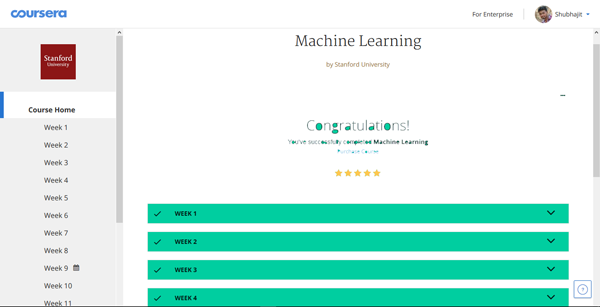 coursera
For Enterprise
Shubhajit
Stanford
University
Course Home
Week 1
Week 2
Week 3
Week 4
Week 5
Week 6
Week 7
Week 8
Week 9
Week 10
Week 11
Machine Learning
by Stanford University
Congratulations!
You've successfully completed Machine Learning
Purchase Course
WEEK 1
WEEK 2
WEEK 3
WEEK 4